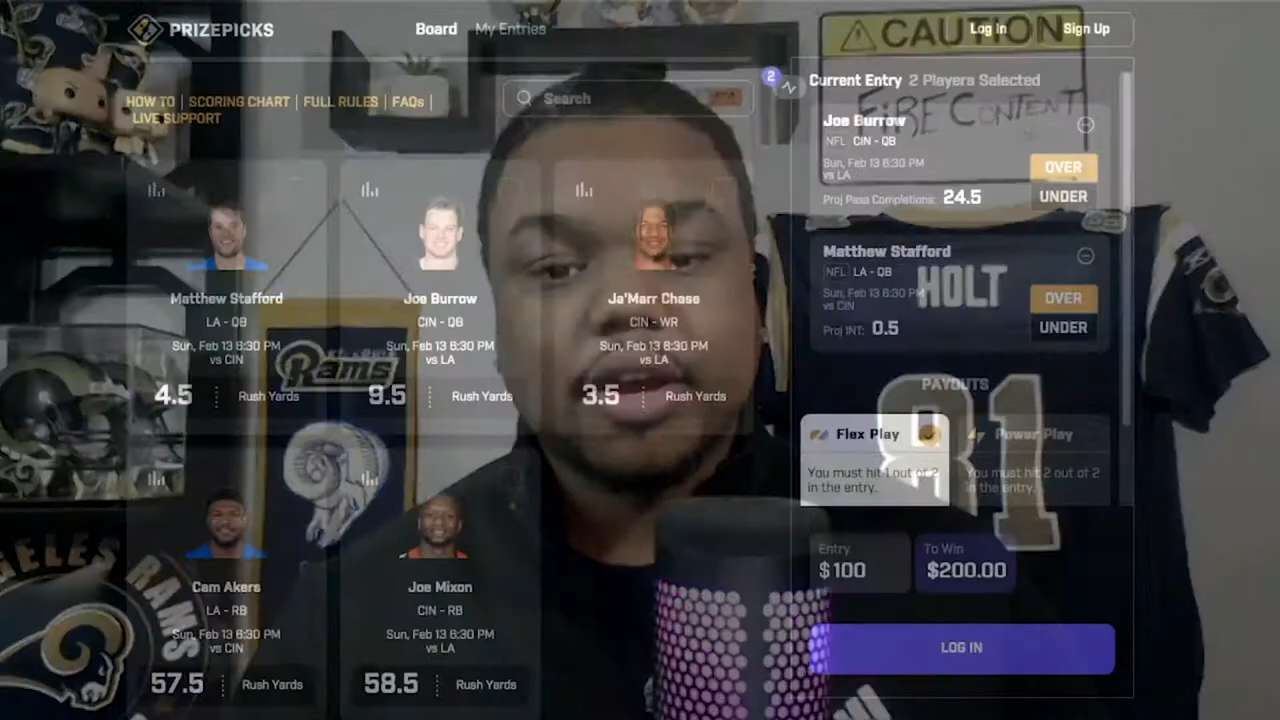 PRIZEPICKS
Board
My Entries
Log in
Sign Up
CAUTION
FIRE CONTENT
HOW TO | SCORING CHART | FULL RULES | FAQs |
LIVE SUPPORT
Search
2
Current Entry 2 Players Selected
Joe Burrow
NFL CIN - QB
Sun, Feb 13 6:30 PM
vs LA
Proj Pass Completions: 24.5
OVER
UNDER
Matthew Stafford
NFL LA - QB
Sun, Feb 13 6:30 PM
vs CIN
Proj INT: 0.5
OVER
UNDER
HOLT
81
PAYOUTS
Flex Play
You must hit 1 out of 2
in the entry.
Power Play
You must hit 2 out of 2
in the entry.
Entry
$100
To Win
$200.00
LOG IN
Matthew Stafford
LA - QB
Sun, Feb 13 6:30 PM
vs CIN
4.5 Rush Yards
Joe Burrow
CIN - QB
Sun, Feb 13 6:30 PM
vs LA
9.5 Rush Yards
Ja'Marr Chase
CIN - WR
Sun, Feb 13 6:30 PM
vs LA
3.5 Rush Yards
Rams
Cam Akers
LA - RB
Sun, Feb 13 6:30 PM
vs CIN
57.5 Rush Yards
Joe Mixon
CIN - RB
Sun, Feb 13 6:30 PM
vs LA
58.5 Rush Yards
GELES RAMS